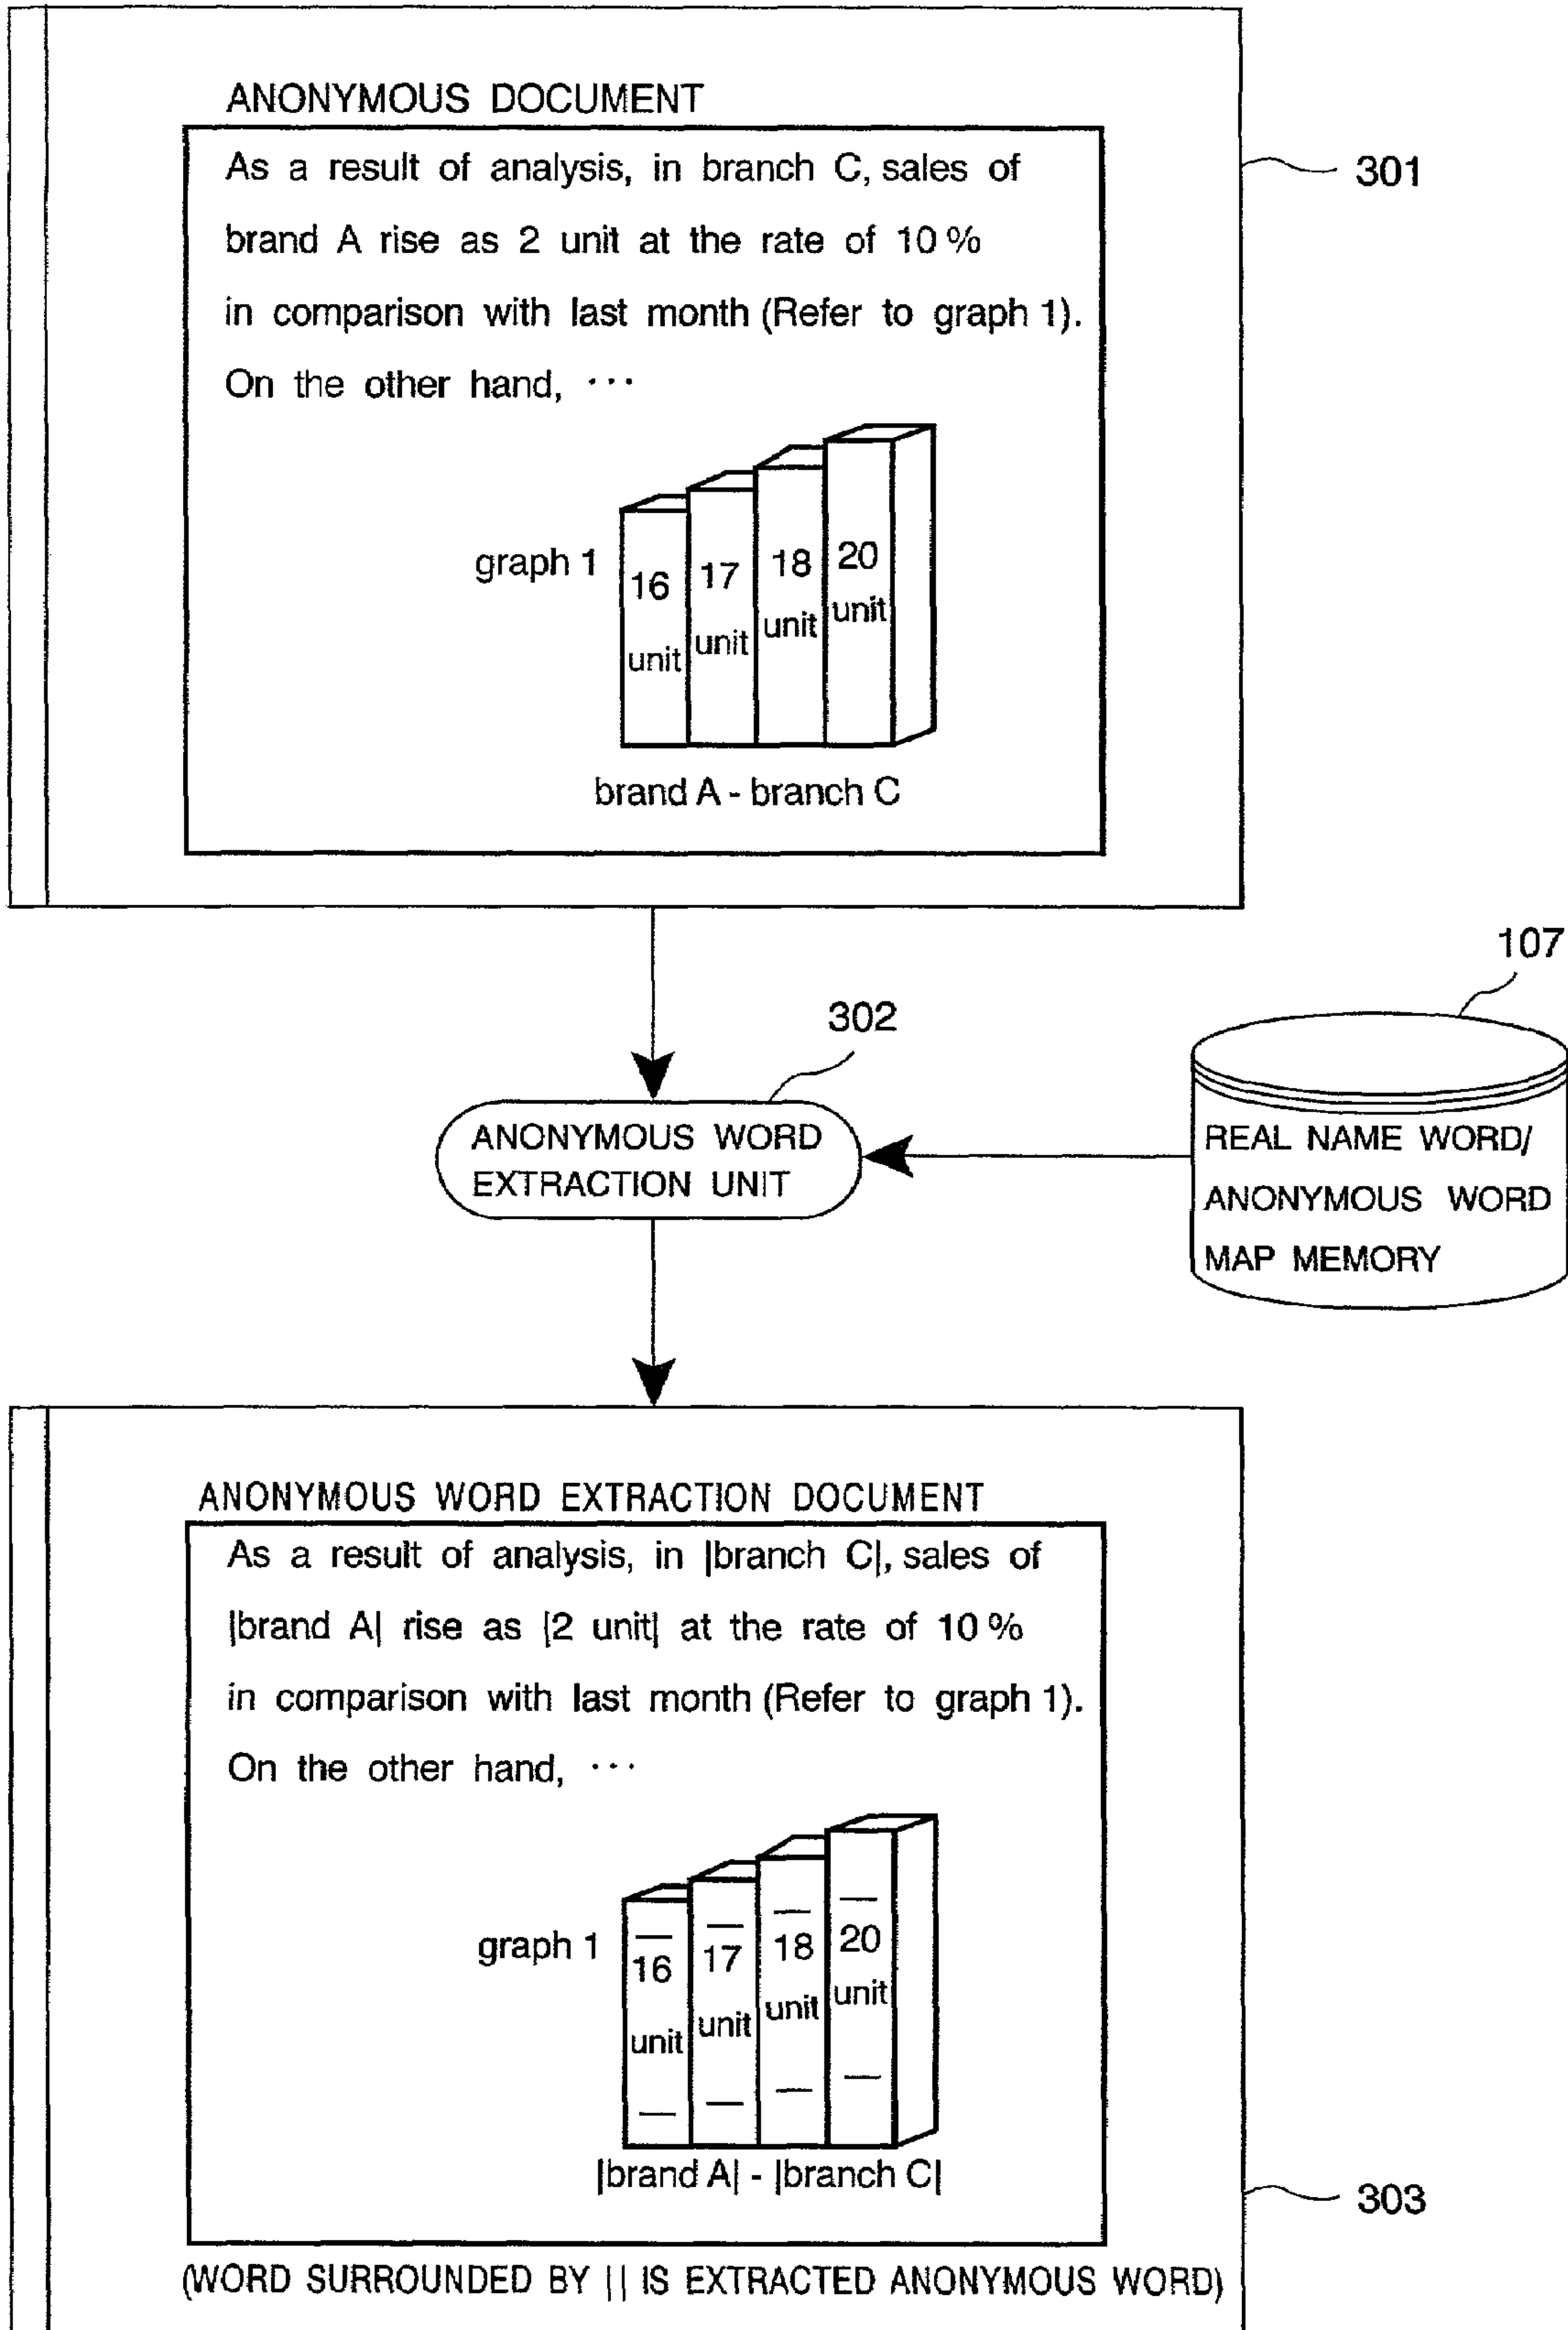 ANONYMOUS DOCUMENT
As a result of analysis, in branch C, sales of
brand A rise as 2 unit at the rate of 10%
in comparison with last month (Refer to graph 1).
On the other hand, ···
graph 1
16 unit
17 unit
18 unit
20 unit
brand A - branch C
301
302
107
ANONYMOUS WORD
EXTRACTION UNIT
REAL NAME WORD/
ANONYMOUS WORD
MAP MEMORY
ANONYMOUS WORD EXTRACTION DOCUMENT
As a result of analysis, in |branch C|, sales of
|brand A| rise as |2 unit| at the rate of 10%
in comparison with last month (Refer to graph 1).
On the other hand, ···
graph 1
|16 unit|
|17 unit|
|18 unit|
|20 unit|
|brand A| - |branch C|
303
(WORD SURROUNDED BY || IS EXTRACTED ANONYMOUS WORD)